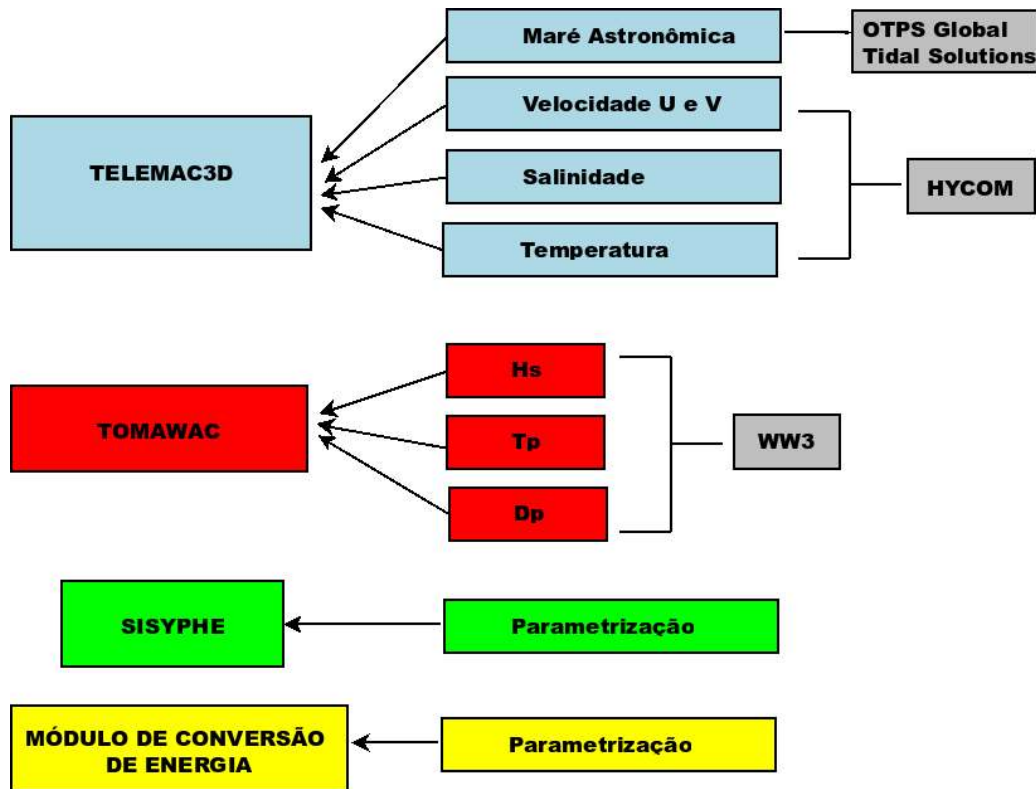 Maré Astronômica
OTPS Global
Tidal Solutions
Velocidade U e V
TELEMAC3D
Salinidade
HYCOM
Temperatura
Hs
TOMAWAC
Tp
WW3
Dp
SISYPHE
Parametrização
MÓDULO DE CONVERSÃO
DE ENERGIA
Parametrização